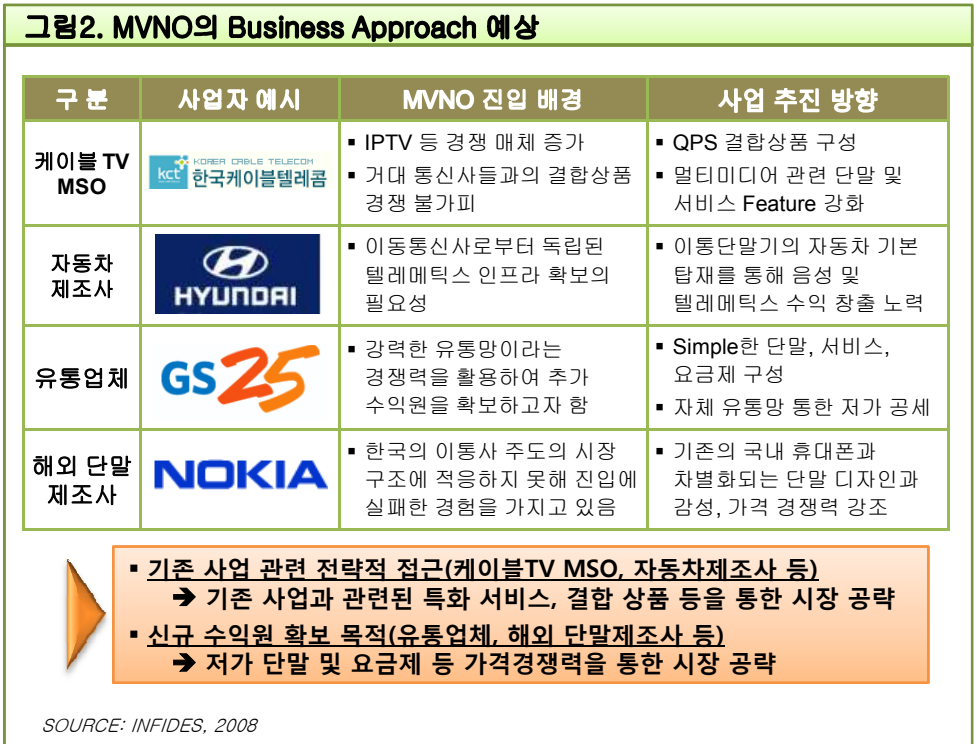 그림2. MVNO의 Business Approach 예상
구 분
사업자 예시
MVNO 진입 배경
사업 추진 방향
케이블 TV
MSO
kct
KOREA CABLE TELECOM
한국케이블텔레콤
▪ IPTV 등 경쟁 매체 증가
▪ 거대 통신사들과의 결합상품
경쟁 불가피
▪ QPS 결합상품 구성
▪ 멀티미디어 관련 단말 및
서비스 Feature 강화
자동차
제조사
HYUNDAI
▪ 이동통신사로부터 독립된
텔레메틱스 인프라 확보의
필요성
▪ 이통단말기의 자동차 기본
탑재를 통해 음성 및
텔레메틱스 수익 창출 노력
유통업체
GS25
▪ 강력한 유통망이라는
경쟁력을 활용하여 추가
수익원을 확보하고자 함
▪ Simple한 단말, 서비스,
요금제 구성
▪ 자체 유통망 통한 저가 공세
해외 단말
제조사
NOKIA
▪ 한국의 이통사 주도의 시장
구조에 적응하지 못해 진입에
실패한 경험을 가지고 있음
▪ 기존의 국내 휴대폰과
차별화되는 단말 디자인과
감성, 가격 경쟁력 강조
▪ 기존 사업 관련 전략적 접근(케이블TV MSO, 자동차제조사 등)
➔ 기존 사업과 관련된 특화 서비스, 결합 상품 등을 통한 시장 공략
▪ 신규 수익원 확보 목적(유통업체, 해외 단말제조사 등)
➔ 저가 단말 및 요금제 등 가격경쟁력을 통한 시장 공략
SOURCE: INFIDES, 2008